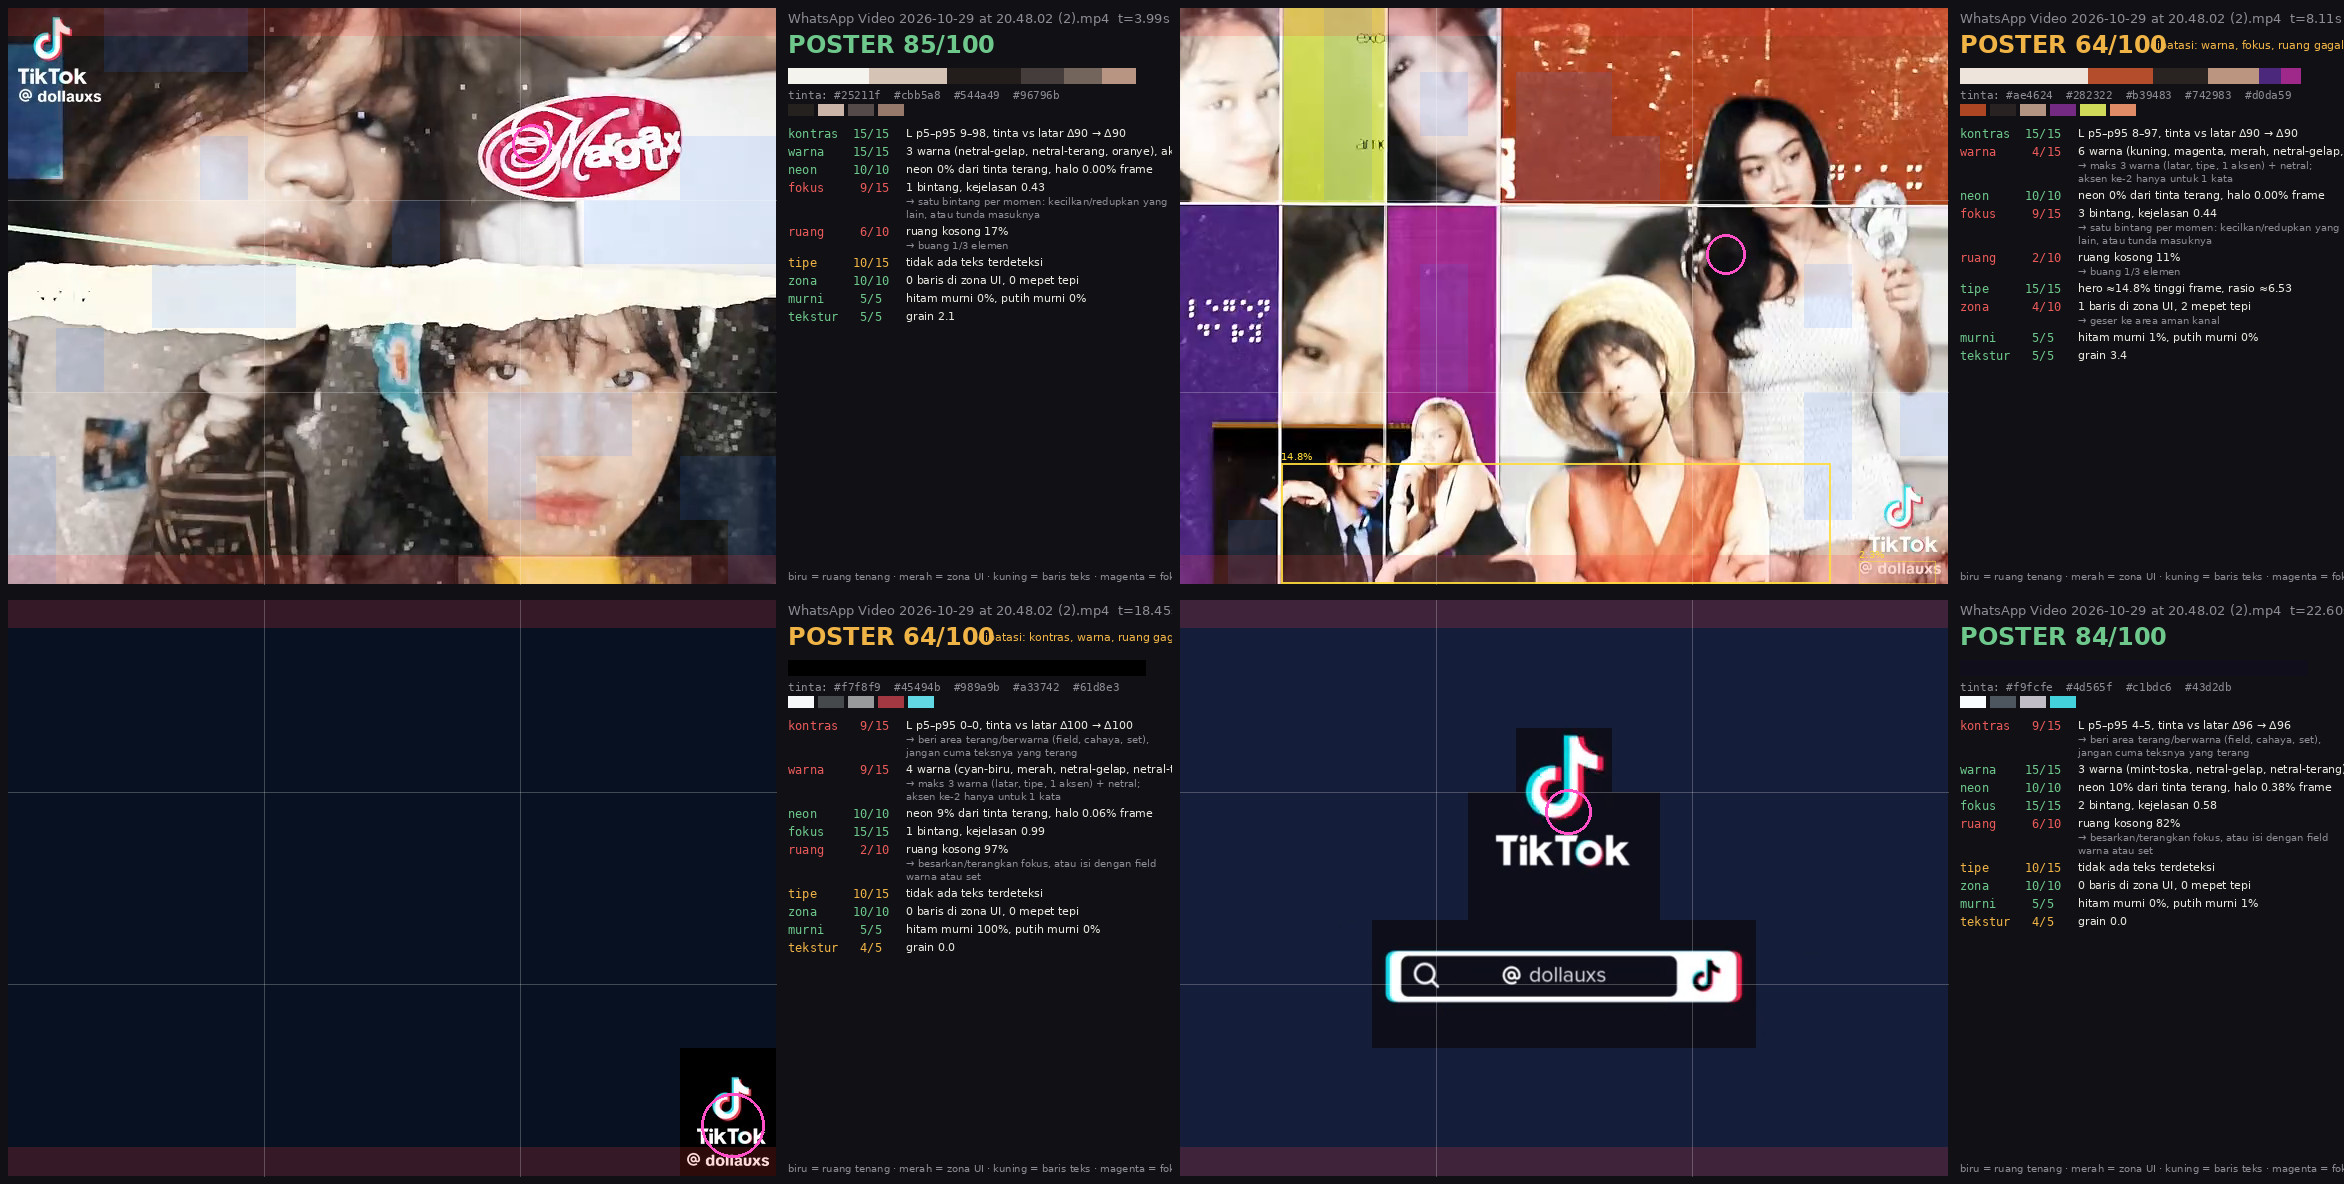 TikTok
@ dollauxs
WhatsApp Video 2026-10-29 at 20.48.02 (2).mp4 t=3.99s
POSTER 85/100
tinta: #25211f #cbb5a8 #544a49 #96796b
kontras 15/15 L p5–p95 9–98, tinta vs latar Δ90 → Δ90
warna 15/15 3 warna (netral-gelap, netral-terang, oranye), ak
neon 10/10 neon 0% dari tinta terang, halo 0.00% frame
fokus 9/15 1 bintang, kejelasan 0.43
→ satu bintang per momen: kecilkan/redupkan yang
lain, atau tunda masuknya
ruang 6/10 ruang kosong 17%
→ buang 1/3 elemen
tipe 10/15 tidak ada teks terdeteksi
zona 10/10 0 baris di zona UI, 0 mepet tepi
murni 5/5 hitam murni 0%, putih murni 0%
tekstur 5/5 grain 2.1
biru = ruang tenang · merah = zona UI · kuning = baris teks · magenta = fok
14.8%
TikTok
@ dollauxs
WhatsApp Video 2026-10-29 at 20.48.02 (2).mp4 t=8.11s
POSTER 64/100 batasi: warna, fokus, ruang gagal
tinta: #ae4624 #282322 #b39483 #742983 #d0da59
kontras 15/15 L p5–p95 8–97, tinta vs latar Δ90 → Δ90
warna 4/15 6 warna (kuning, magenta, merah, netral-gelap,
→ maks 3 warna (latar, tipe, 1 aksen) + netral;
aksen ke-2 hanya untuk 1 kata
neon 10/10 neon 0% dari tinta terang, halo 0.00% frame
fokus 9/15 3 bintang, kejelasan 0.44
→ satu bintang per momen: kecilkan/redupkan yang
lain, atau tunda masuknya
ruang 2/10 ruang kosong 11%
→ buang 1/3 elemen
tipe 15/15 hero ≈14.8% tinggi frame, rasio ≈6.53
zona 4/10 1 baris di zona UI, 2 mepet tepi
→ geser ke area aman kanal
murni 5/5 hitam murni 1%, putih murni 0%
tekstur 5/5 grain 3.4
biru = ruang tenang · merah = zona UI · kuning = baris teks · magenta = fok
TikTok
@ dollauxs
WhatsApp Video 2026-10-29 at 20.48.02 (2).mp4 t=18.45
POSTER 64/100 batasi: kontras, warna, ruang gag
tinta: #f7f8f9 #45494b #989a9b #a33742 #61d8e3
kontras 9/15 L p5–p95 0–0, tinta vs latar Δ100 → Δ100
→ beri area terang/berwarna (field, cahaya, set),
jangan cuma teksnya yang terang
warna 9/15 4 warna (cyan-biru, merah, netral-gelap, netral-t
→ maks 3 warna (latar, tipe, 1 aksen) + netral;
aksen ke-2 hanya untuk 1 kata
neon 10/10 neon 9% dari tinta terang, halo 0.06% frame
fokus 15/15 1 bintang, kejelasan 0.99
ruang 2/10 ruang kosong 97%
→ besarkan/terangkan fokus, atau isi dengan field
warna atau set
tipe 10/15 tidak ada teks terdeteksi
zona 10/10 0 baris di zona UI, 0 mepet tepi
murni 5/5 hitam murni 100%, putih murni 0%
tekstur 4/5 grain 0.0
biru = ruang tenang · merah = zona UI · kuning = baris teks · magenta = fok
TikTok
@ dollauxs
WhatsApp Video 2026-10-29 at 20.48.02 (2).mp4 t=22.60
POSTER 84/100
tinta: #f9fcfe #4d565f #c1bdc6 #43d2db
kontras 9/15 L p5–p95 4–5, tinta vs latar Δ96 → Δ96
→ beri area terang/berwarna (field, cahaya, set),
jangan cuma teksnya yang terang
warna 15/15 3 warna (mint-toska, netral-gelap, netral-terang)
neon 10/10 neon 10% dari tinta terang, halo 0.38% frame
fokus 15/15 2 bintang, kejelasan 0.58
ruang 6/10 ruang kosong 82%
→ besarkan/terangkan fokus, atau isi dengan field
warna atau set
tipe 10/15 tidak ada teks terdeteksi
zona 10/10 0 baris di zona UI, 0 mepet tepi
murni 5/5 hitam murni 0%, putih murni 1%
tekstur 4/5 grain 0.0
biru = ruang tenang · merah = zona UI · kuning = baris teks · magenta = fok